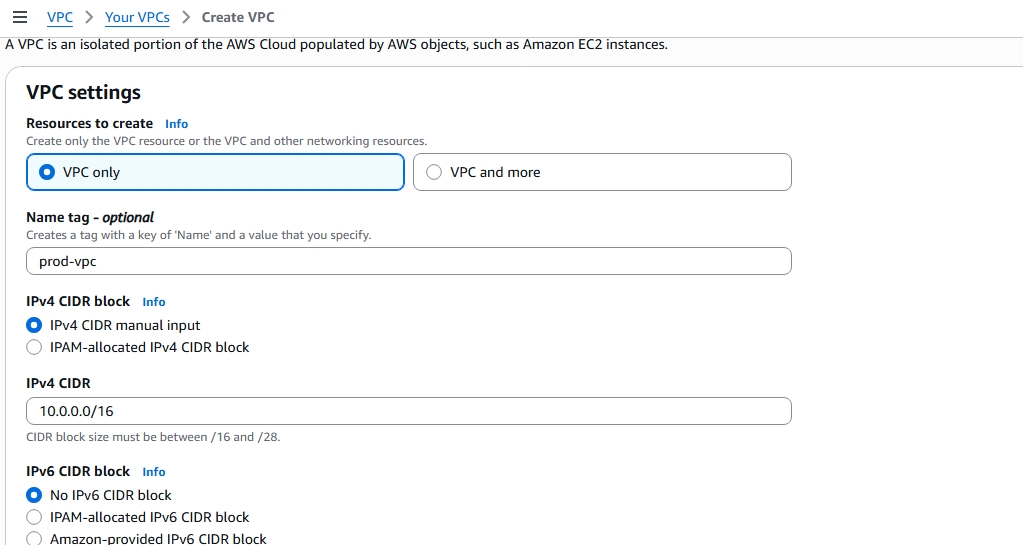 VPC > Your VPCs > Create VPC
A VPC is an isolated portion of the AWS Cloud populated by AWS objects, such as Amazon EC2 instances.
VPC settings
Resources to create Info
Create only the VPC resource or the VPC and other networking resources.
VPC only VPC and more
Name tag - optional
Creates a tag with a key of 'Name' and a value that you specify.
prod-vpc
IPv4 CIDR block Info
IPv4 CIDR manual input
IPAM-allocated IPv4 CIDR block
IPv4 CIDR
10.0.0.0/16
CIDR block size must be between /16 and /28.
IPv6 CIDR block Info
No IPv6 CIDR block
IPAM-allocated IPv6 CIDR block
Amazon-provided IPv6 CIDR block